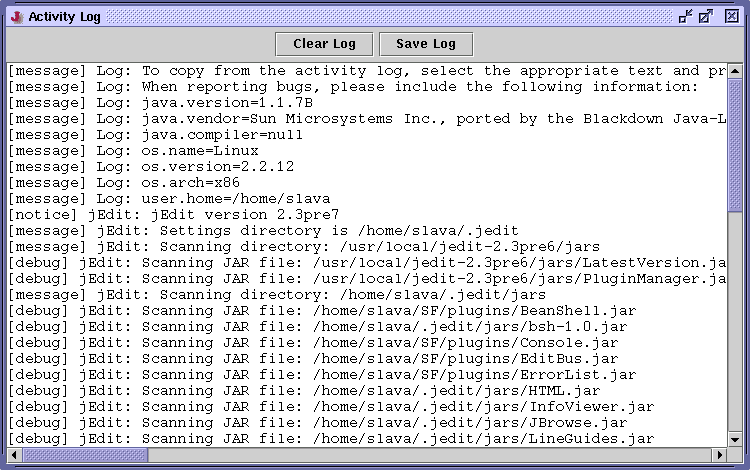 Activity Log
Clear Log Save Log
[message] Log: To copy from the activity log, select the appropriate text and pr
[message] Log: When reporting bugs, please include the following information:
[message] Log: java.version=1.1.7B
[message] Log: java.vendor=Sun Microsystems Inc., ported by the Blackdown Java-L
[message] Log: java.compiler=null
[message] Log: os.name=Linux
[message] Log: os.version=2.2.12
[message] Log: os.arch=x86
[message] Log: user.home=/home/slava
[notice] jEdit: jEdit version 2.3pre7
[message] jEdit: Settings directory is /home/slava/.jedit
[message] jEdit: Scanning directory: /usr/local/jedit-2.3pre6/jars
[debug] jEdit: Scanning JAR file: /usr/local/jedit-2.3pre6/jars/LatestVersion.ja
[debug] jEdit: Scanning JAR file: /usr/local/jedit-2.3pre6/jars/PluginManager.ja
[message] jEdit: Scanning directory: /home/slava/.jedit/jars
[debug] jEdit: Scanning JAR file: /home/slava/SF/plugins/BeanShell.jar
[debug] jEdit: Scanning JAR file: /home/slava/.jedit/jars/bsh-1.0.jar
[debug] jEdit: Scanning JAR file: /home/slava/SF/plugins/Console.jar
[debug] jEdit: Scanning JAR file: /home/slava/SF/plugins/EditBus.jar
[debug] jEdit: Scanning JAR file: /home/slava/SF/plugins/ErrorList.jar
[debug] jEdit: Scanning JAR file: /home/slava/.jedit/jars/HTML.jar
[debug] jEdit: Scanning JAR file: /home/slava/.jedit/jars/InfoViewer.jar
[debug] jEdit: Scanning JAR file: /home/slava/.jedit/jars/JBrowse.jar
[debug] jEdit: Scanning JAR file: /home/slava/.jedit/jars/LineGuides.jar